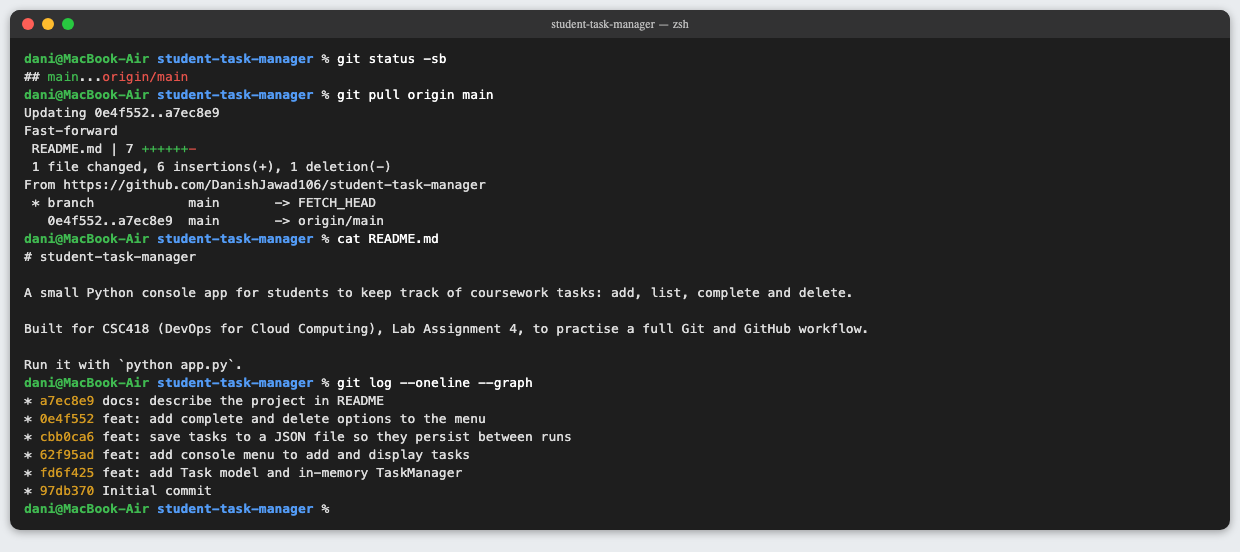 student-task-manager — zsh
dani@MacBook-Air student-task-manager % git status -sb
## main...origin/main
dani@MacBook-Air student-task-manager % git pull origin main
Updating 0e4f552..a7ec8e9
Fast-forward
 README.md | 7 ++++++-
 1 file changed, 6 insertions(+), 1 deletion(-)
From https://github.com/DanishJawad106/student-task-manager
 * branch            main       -> FETCH_HEAD
   0e4f552..a7ec8e9  main       -> origin/main
dani@MacBook-Air student-task-manager % cat README.md
# student-task-manager
A small Python console app for students to keep track of coursework tasks: add, list, complete and delete.
Built for CSC418 (DevOps for Cloud Computing), Lab Assignment 4, to practise a full Git and GitHub workflow.
Run it with `python app.py`.
dani@MacBook-Air student-task-manager % git log --oneline --graph
* a7ec8e9 docs: describe the project in README
* 0e4f552 feat: add complete and delete options to the menu
* cbb0ca6 feat: save tasks to a JSON file so they persist between runs
* 62f95ad feat: add console menu to add and display tasks
* fd6f425 feat: add Task model and in-memory TaskManager
* 97db370 Initial commit
dani@MacBook-Air student-task-manager %